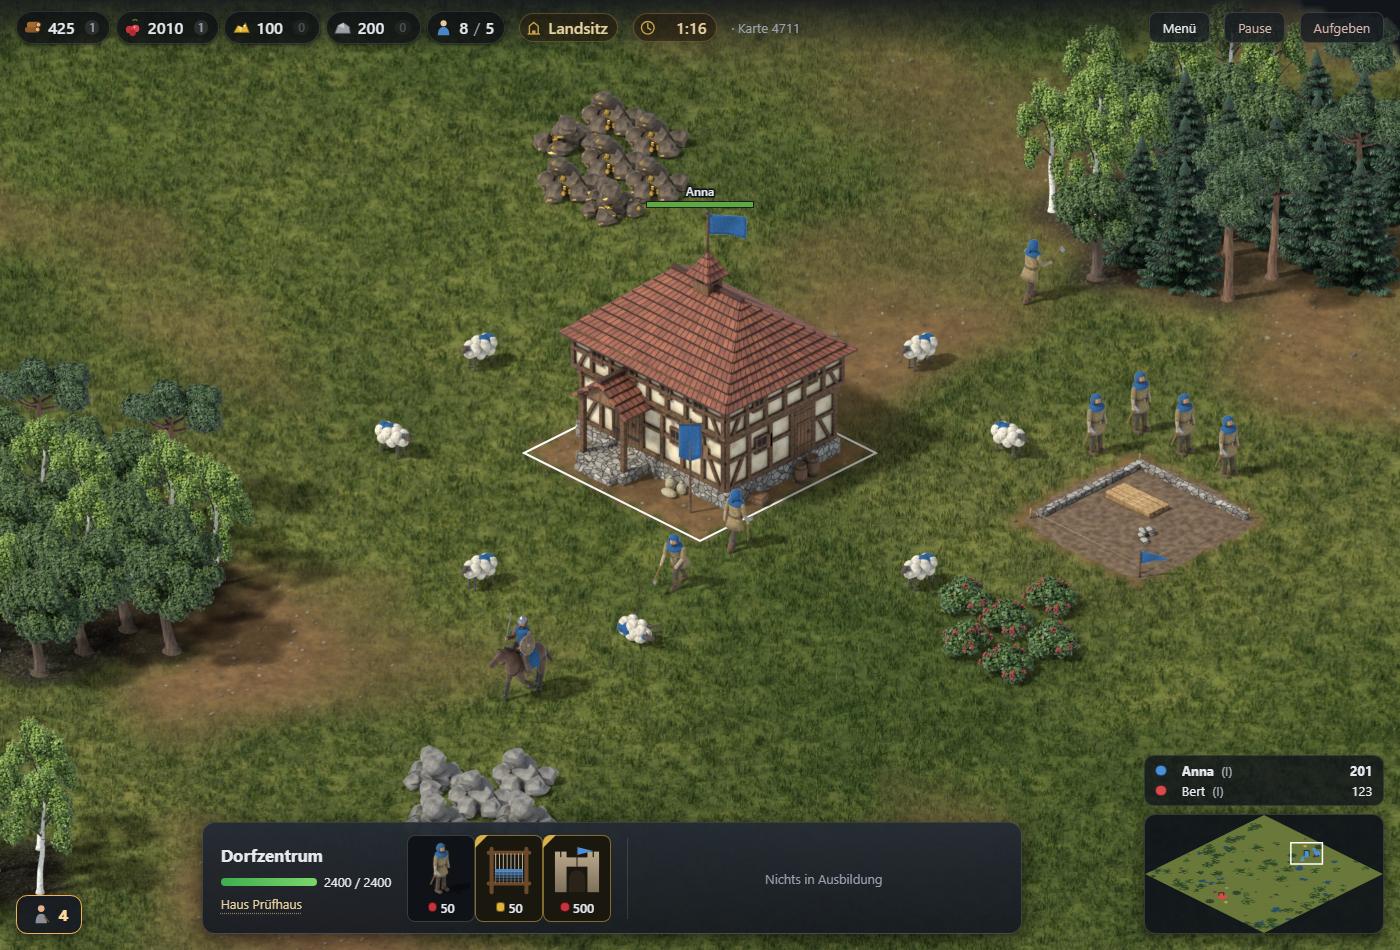 425 1 2010 1 100 0 200 0 8 / 5 Landsitz 1:16 · Karte 4711 Menü Pause Aufgeben
Anna
Anna (I) 201
Bert (I) 123
Dorfzentrum
2400 / 2400
Haus Prüfhaus
50 50 500
Nichts in Ausbildung
4